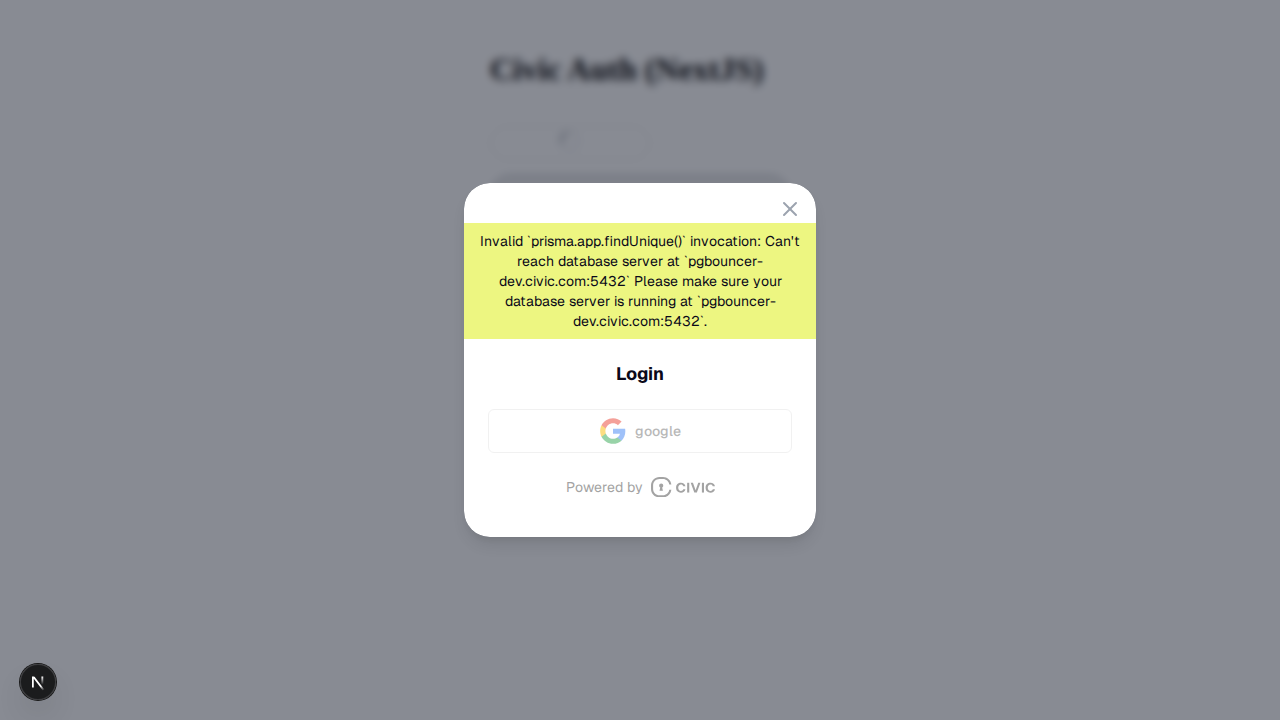 Civic Auth (NextJS)
Invalid `prisma.app.findUnique()` invocation: Can't
reach database server at `pgbouncer-
dev.civic.com:5432` Please make sure your
database server is running at `pgbouncer-
dev.civic.com:5432`.
Login
google
Powered by CIVIC
N